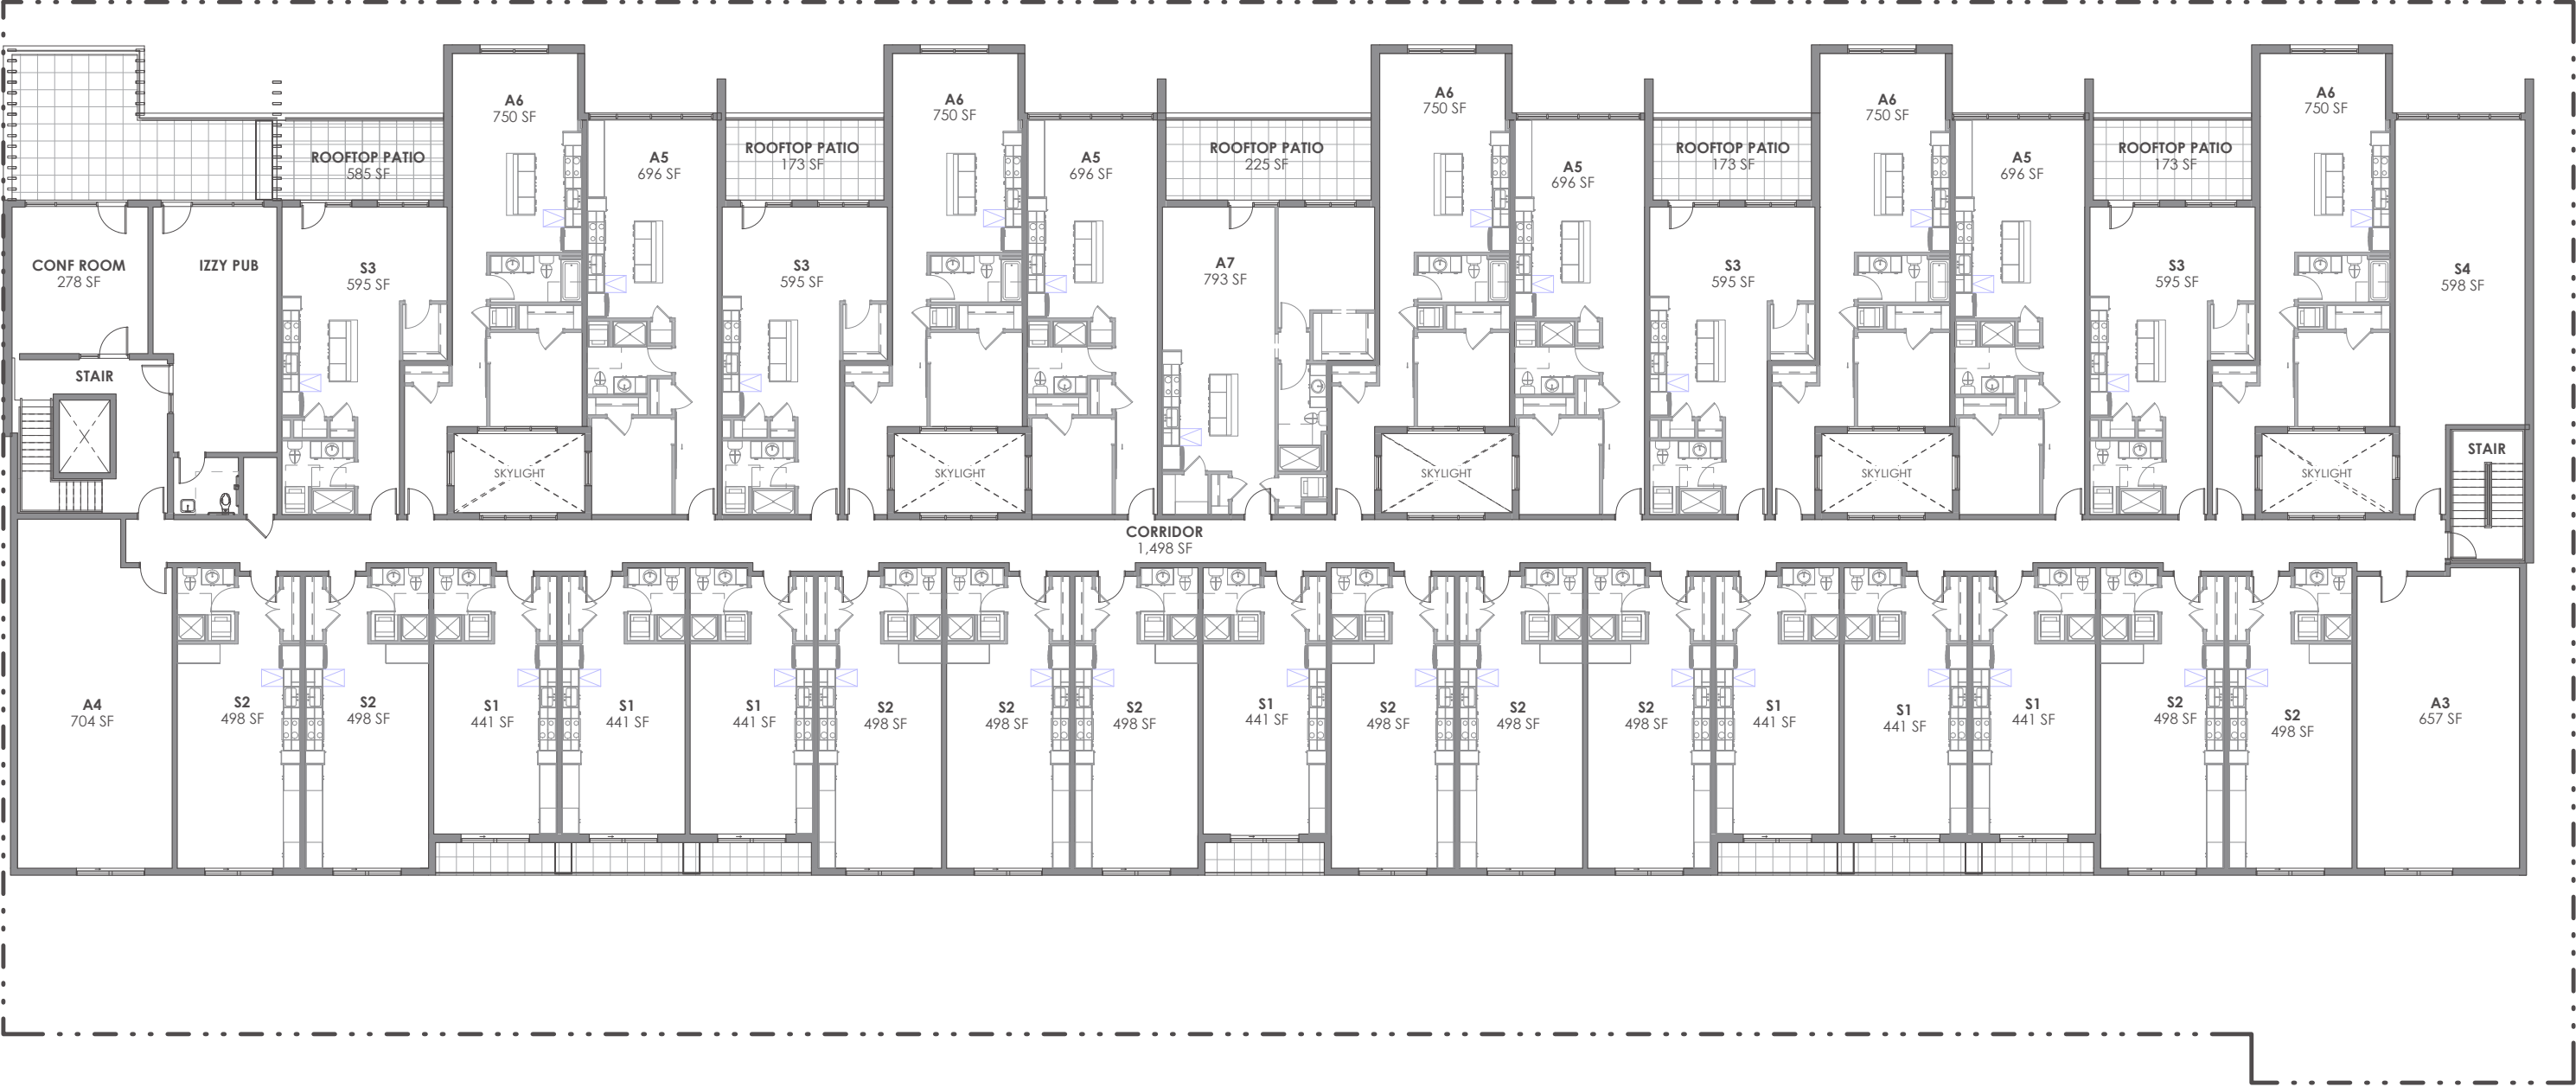 A6
750 SF
A6
750 SF
A6
750 SF
A6
750 SF
A6
750 SF
ROOFTOP PATIO
585 SF
A5
696 SF
ROOFTOP PATIO
173 SF
A5
696 SF
ROOFTOP PATIO
225 SF
A5
696 SF
ROOFTOP PATIO
173 SF
A5
696 SF
ROOFTOP PATIO
173 SF
CONF ROOM
278 SF
IZZY PUB
S3
595 SF
S3
595 SF
A7
793 SF
S3
595 SF
S3
595 SF
S4
598 SF
STAIR
SKYLIGHT
SKYLIGHT
SKYLIGHT
SKYLIGHT
SKYLIGHT
STAIR
CORRIDOR
1,498 SF
A4
704 SF
S2
498 SF
S2
498 SF
S1
441 SF
S1
441 SF
S1
441 SF
S2
498 SF
S2
498 SF
S2
498 SF
S1
441 SF
S2
498 SF
S2
498 SF
S2
498 SF
S1
441 SF
S1
441 SF
S1
441 SF
S2
498 SF
S2
498 SF
A3
657 SF